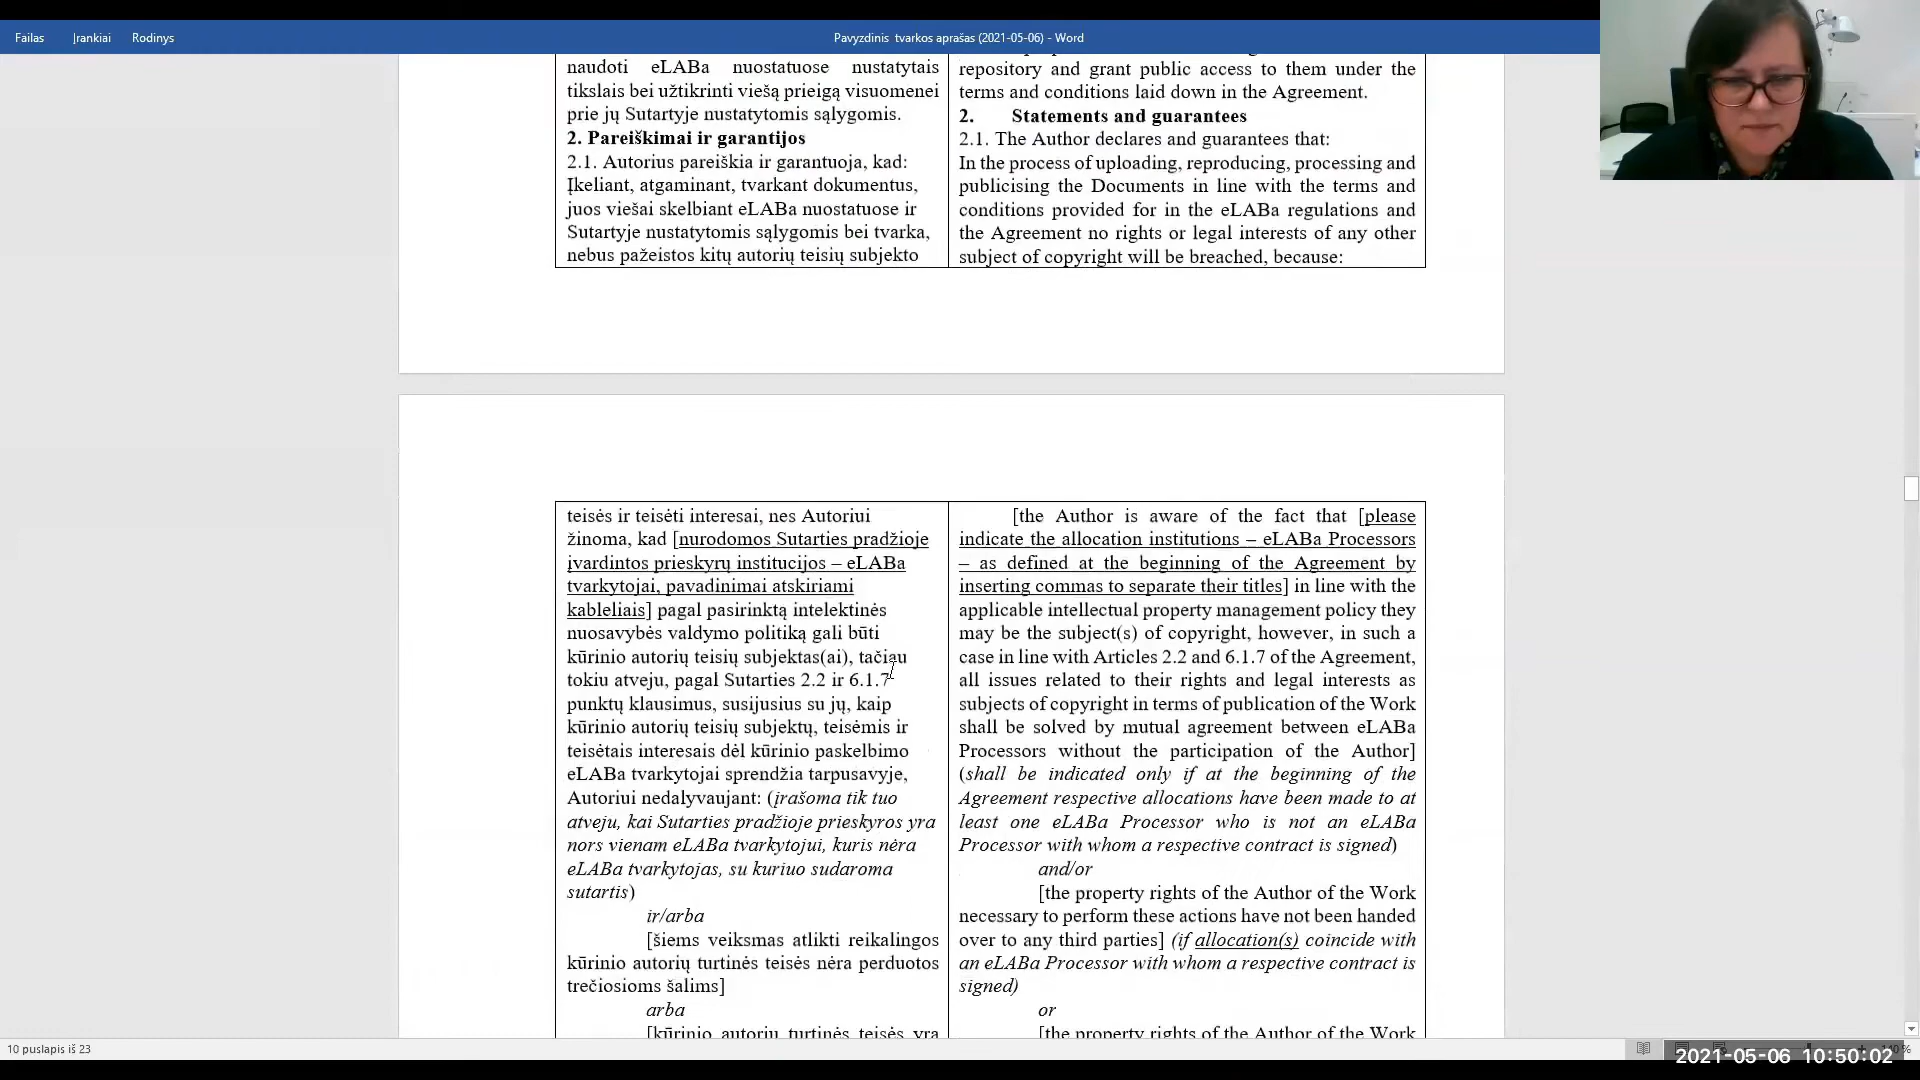 Failas Įrankiai Rodinys
Pavyzdinis tvarkos aprašas (2021-05-06) - Word
naudoti eLABa nuostatuose nustatytais
tikslais bei užtikrinti viešą prieigą visuomenei
prie jų Sutartyje nustatytomis sąlygomis.
2. Pareiškimai ir garantijos
2.1. Autorius pareiškia ir garantuoja, kad:
Įkeliant, atgaminant, tvarkant dokumentus,
juos viešai skelbiant eLABa nuostatuose ir
Sutartyje nustatytomis sąlygomis bei tvarka,
nebus pažeistos kitų autorių teisių subjekto
repository and grant public access to them under the
terms and conditions laid down in the Agreement.
2. Statements and guarantees
2.1. The Author declares and guarantees that:
In the process of uploading, reproducing, processing and
publicising the Documents in line with the terms and
conditions provided for in the eLABa regulations and
the Agreement no rights or legal interests of any other
subject of copyright will be breached, because:
teisės ir teisėti interesai, nes Autoriui
žinoma, kad [nurodomos Sutarties pradžioje
įvardintos prieskyrų institucijos – eLABa
tvarkytojai, pavadinimai atskiriami
kableliais] pagal pasirinktą intelektinės
nuosavybės valdymo politiką gali būti
kūrinio autorių teisių subjektas(ai), tačiau
tokiu atveju, pagal Sutarties 2.2 ir 6.1.7
punktų klausimus, susijusius su jų, kaip
kūrinio autorių teisių subjektų, teisėmis ir
teisėtais interesais dėl kūrinio paskelbimo
eLABa tvarkytojai sprendžia tarpusavyje,
Autoriui nedalyvaujant: (įrašoma tik tuo
atveju, kai Sutarties pradžioje prieskyros yra
nors vienam eLABa tvarkytojui, kuris nėra
eLABa tvarkytojas, su kuriuo sudaroma
sutartis)
ir/arba
[šiems veiksmas atlikti reikalingos
kūrinio autorių turtinės teisės nėra perduotos
trečiosioms šalims]
arba
[kūrinio autorių turtinės teisės yra
[the Author is aware of the fact that [please
indicate the allocation institutions – eLABa Processors
– as defined at the beginning of the Agreement by
inserting commas to separate their titles] in line with the
applicable intellectual property management policy they
may be the subject(s) of copyright, however, in such a
case in line with Articles 2.2 and 6.1.7 of the Agreement,
all issues related to their rights and legal interests as
subjects of copyright in terms of publication of the Work
shall be solved by mutual agreement between eLABa
Processors without the participation of the Author]
(shall be indicated only if at the beginning of the
Agreement respective allocations have been made to at
least one eLABa Processor who is not an eLABa
Processor with whom a respective contract is signed)
and/or
[the property rights of the Author of the Work
necessary to perform these actions have not been handed
over to any third parties] (if allocation(s) coincide with
an eLABa Processor with whom a respective contract is
signed)
or
[the property rights of the Author of the Work
10 puslapis iš 23
2021-05-06 10:50:02